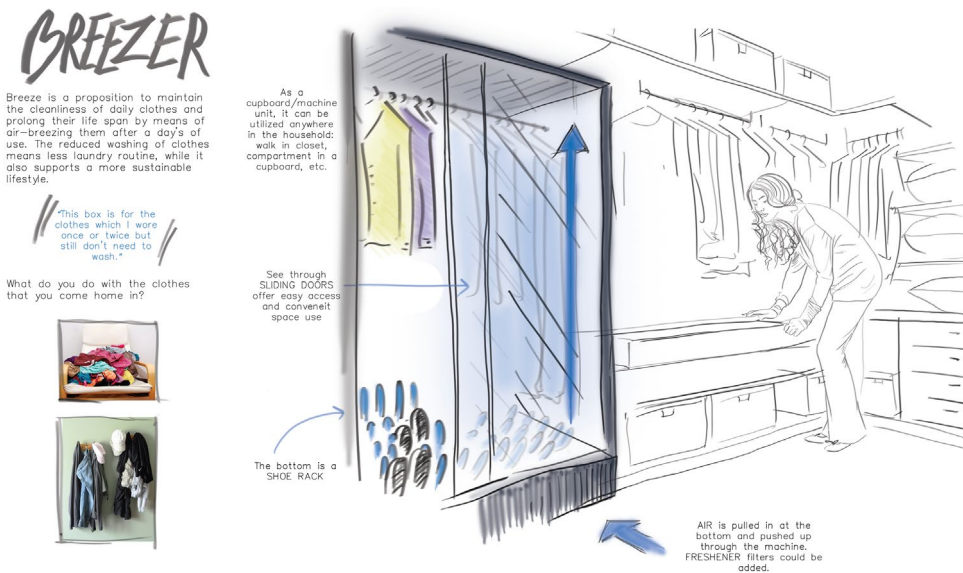 BREEZER
Breeze is a proposition to maintain
the cleanliness of daily clothes and
prolong their life span by means of
air-breezing them after a day's of
use. The reduced washing of clothes
means less laundry routine, while it
also supports a more sustainable
lifestyle.
"This box is for the
clothes which I wore
once or twice but
still don't need to
wash."
What do you do with the clothes
that you come home in?
As a
cupboard/machine
unit, it can be
utilized anywhere
in the household:
walk in closet,
compartment in a
cupboard, etc.
See through
SLIDING DOORS
offer easy access
and conveneit
space use
The bottom is a
SHOE RACK
AIR is pulled in at the
bottom and pushed up
through the machine.
FRESHENER filters could be
added.